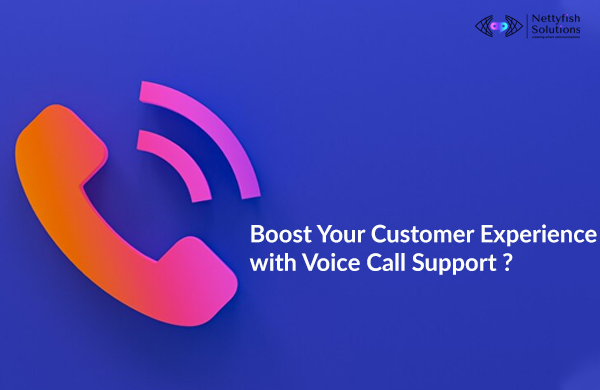 Nettyfish
Solutions
Boost Your Customer Experience
with Voice Call Support ?